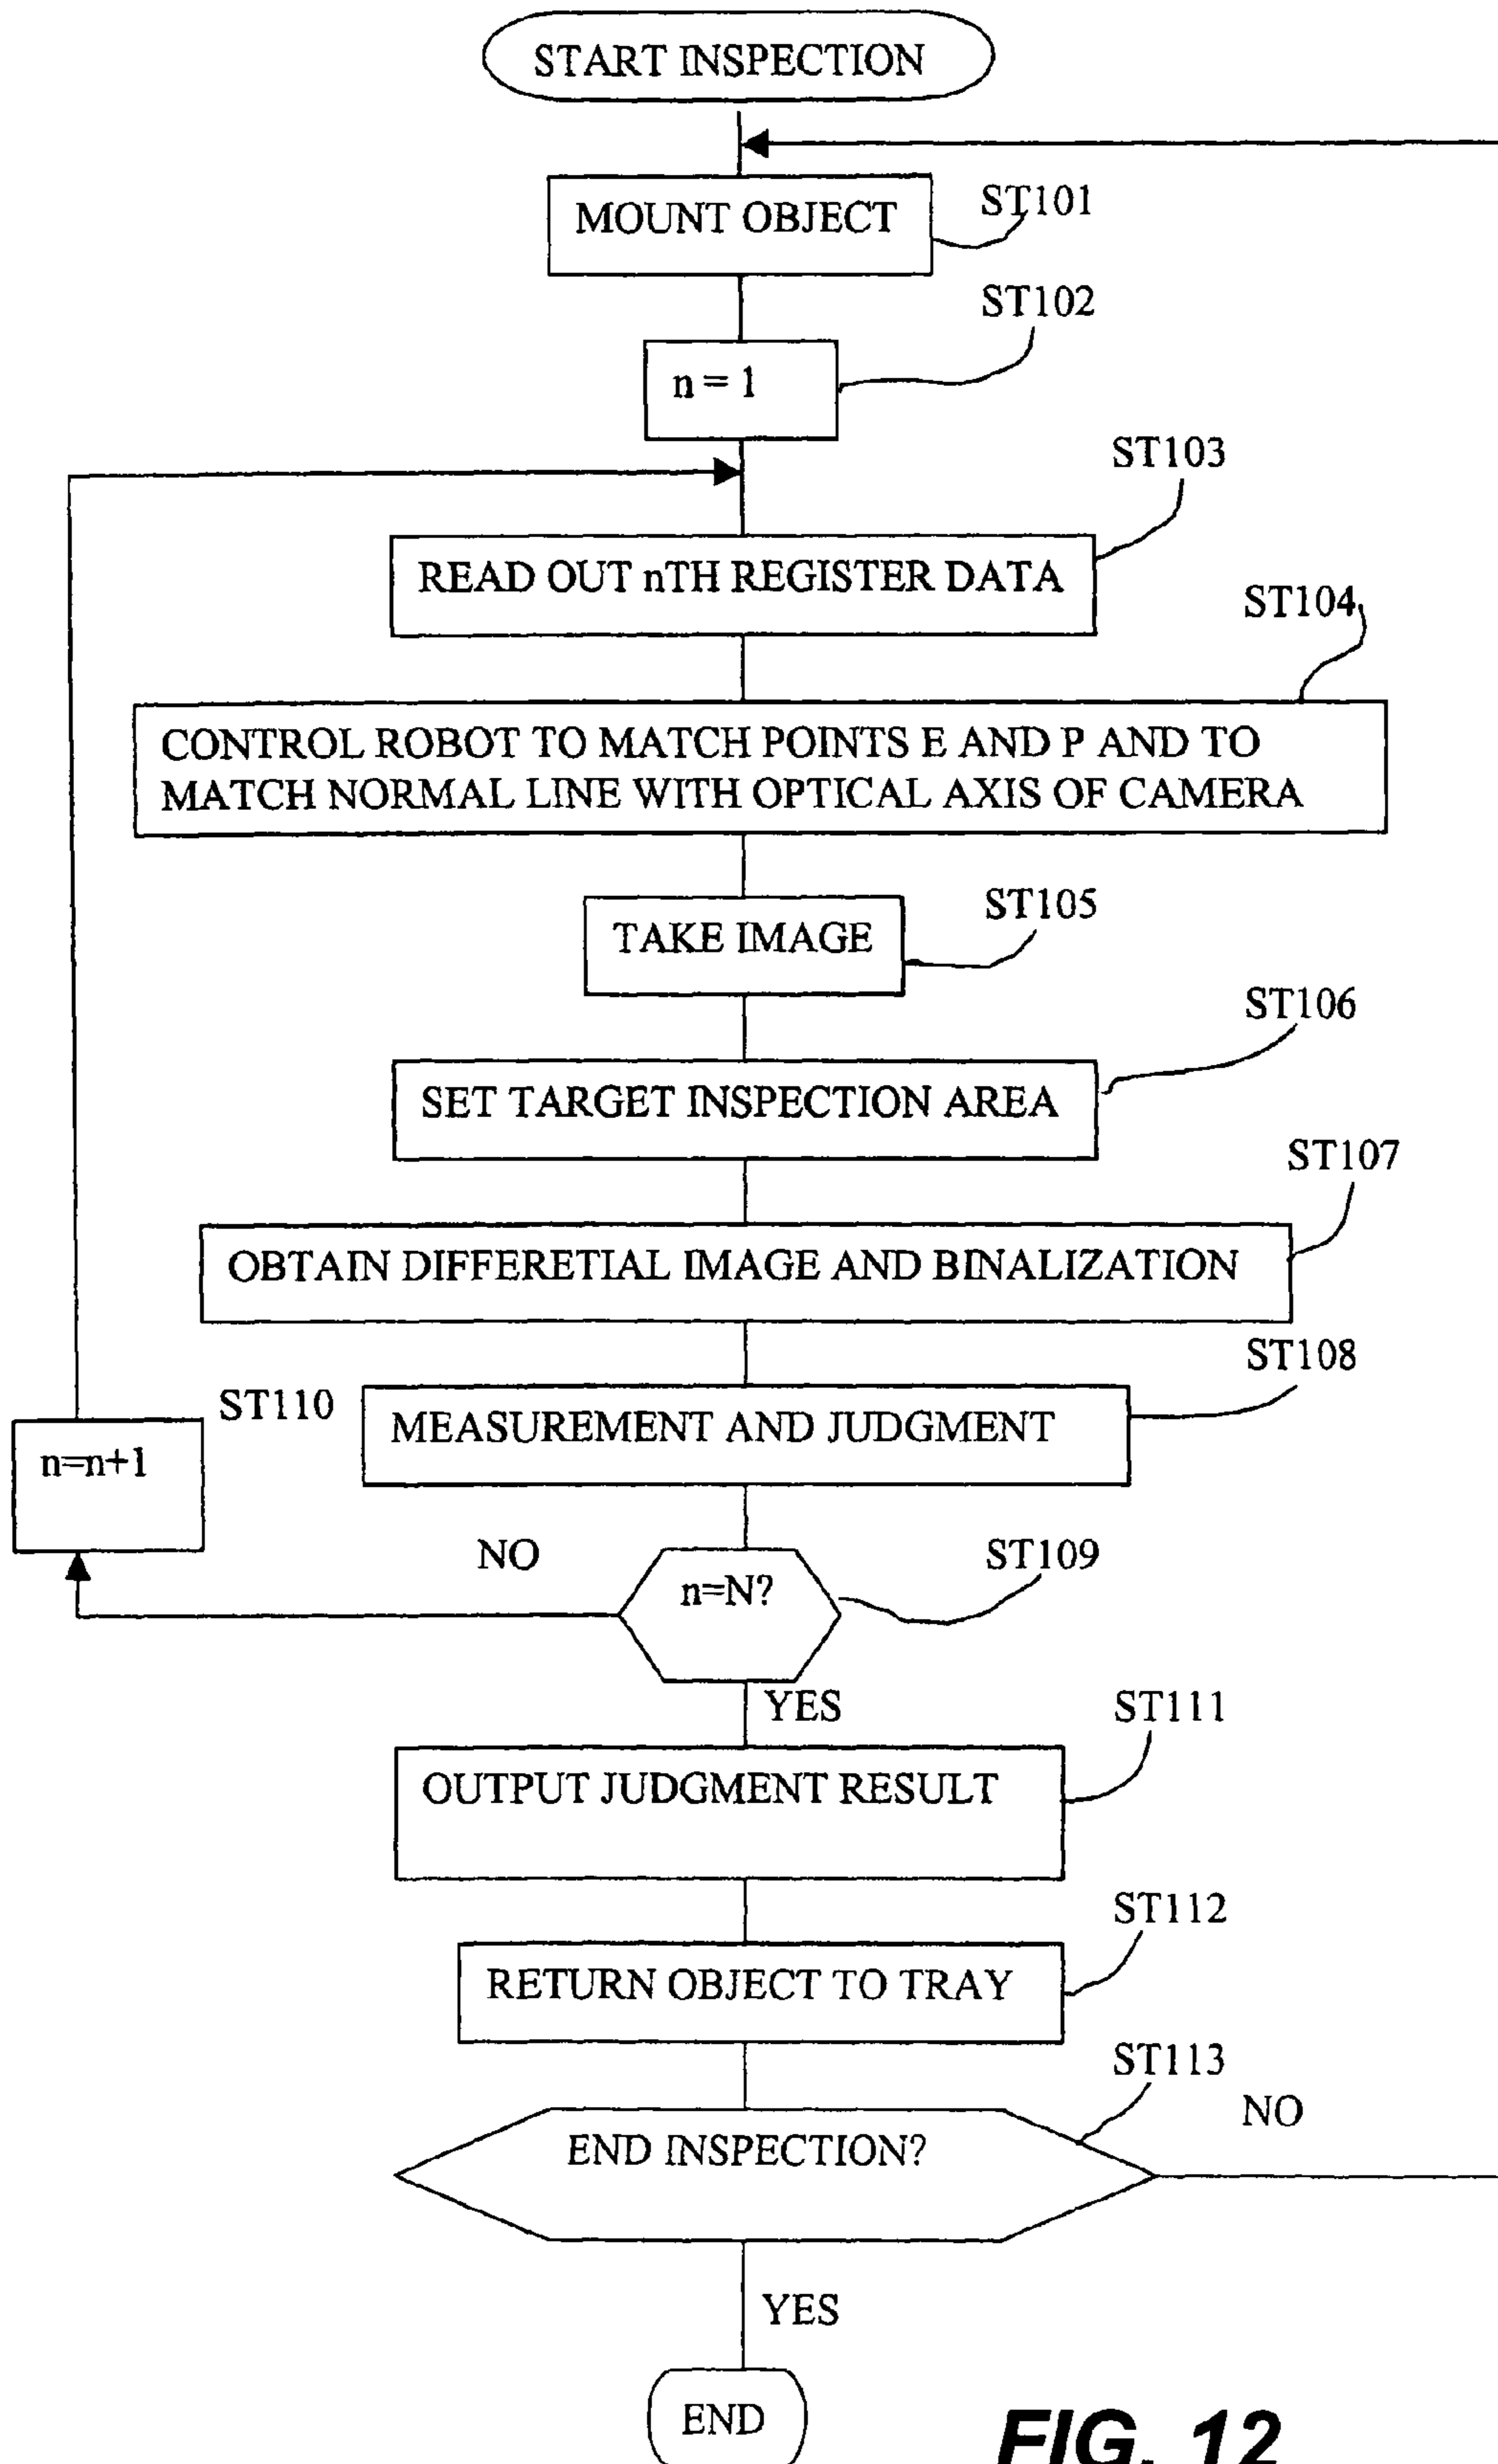 START INSPECTION
MOUNT OBJECT
ST101
ST102
n = 1
ST103
READ OUT nTH REGISTER DATA
ST104
CONTROL ROBOT TO MATCH POINTS E AND P AND TO
MATCH NORMAL LINE WITH OPTICAL AXIS OF CAMERA
ST105
TAKE IMAGE
ST106
SET TARGET INSPECTION AREA
ST107
OBTAIN DIFFERETIAL IMAGE AND BINALIZATION
ST108
ST110
MEASUREMENT AND JUDGMENT
n=n+1
NO
ST109
n=N?
YES
ST111
OUTPUT JUDGMENT RESULT
ST112
RETURN OBJECT TO TRAY
ST113
NO
END INSPECTION?
YES
END
FIG. 12